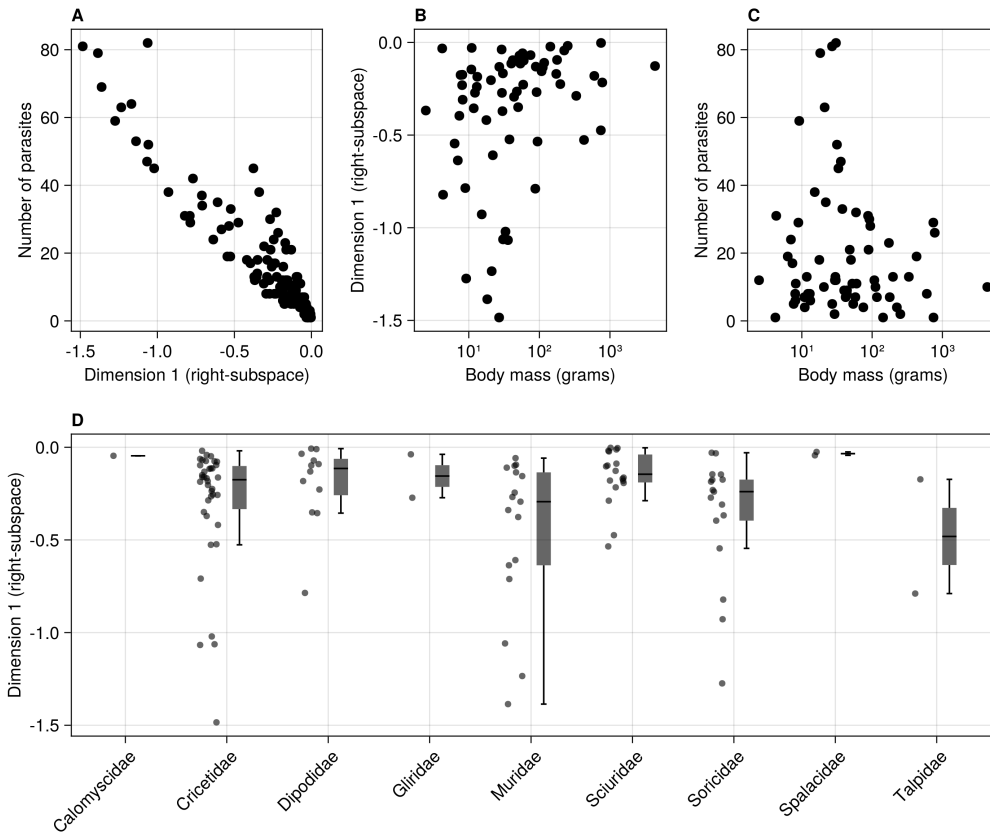 A
Number of parasites
80
60
40
20
0
-1.5
-1.0
-0.5
0.0
Dimension 1 (right-subspace)
B
Dimension 1 (right-subspace)
0.0
-0.5
-1.0
-1.5
10¹
10²
10³
Body mass (grams)
C
Number of parasites
80
60
40
20
0
10¹
10²
10³
Body mass (grams)
D
Dimension 1 (right-subspace)
0.0
-0.5
-1.0
-1.5
Calomyscidae
Cricetidae
Dipodidae
Gliridae
Muridae
Sciuridae
Soricidae
Spalacidae
Talpidae